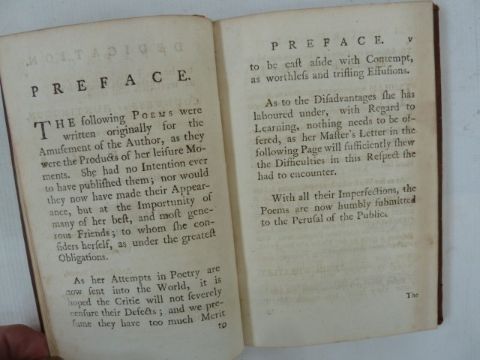 PREFACE.
THE following POEMS were
written originally for the
Amusement of the Author, as they
were the Products of her leisure Mo-
ments. She had no Intention ever
to have published them; nor would
they now have made their Appear-
ance, but at the Importunity of
many of her best, and most gene-
rous Friends; to whom she con-
siders herself, as under the greatest
Obligations.
As her Attempts in Poetry are
now sent into the World, it is
hoped the Critic will not severely
censure their Defects; and we pre-
sume they have too much Merit
to
PREFACE. v
to be cast aside with Contempt,
as worthless and trifling Effusions.
As to the Disadvantages she has
laboured under, with Regard to
Learning, nothing needs to be of-
fered, as her Master's Letter in the
following Page will sufficiently shew
the Difficulties in this Respect she
had to encounter.
With all their Imperfections, the
Poems are now humbly submitted
to the Perusal of the Public.
The